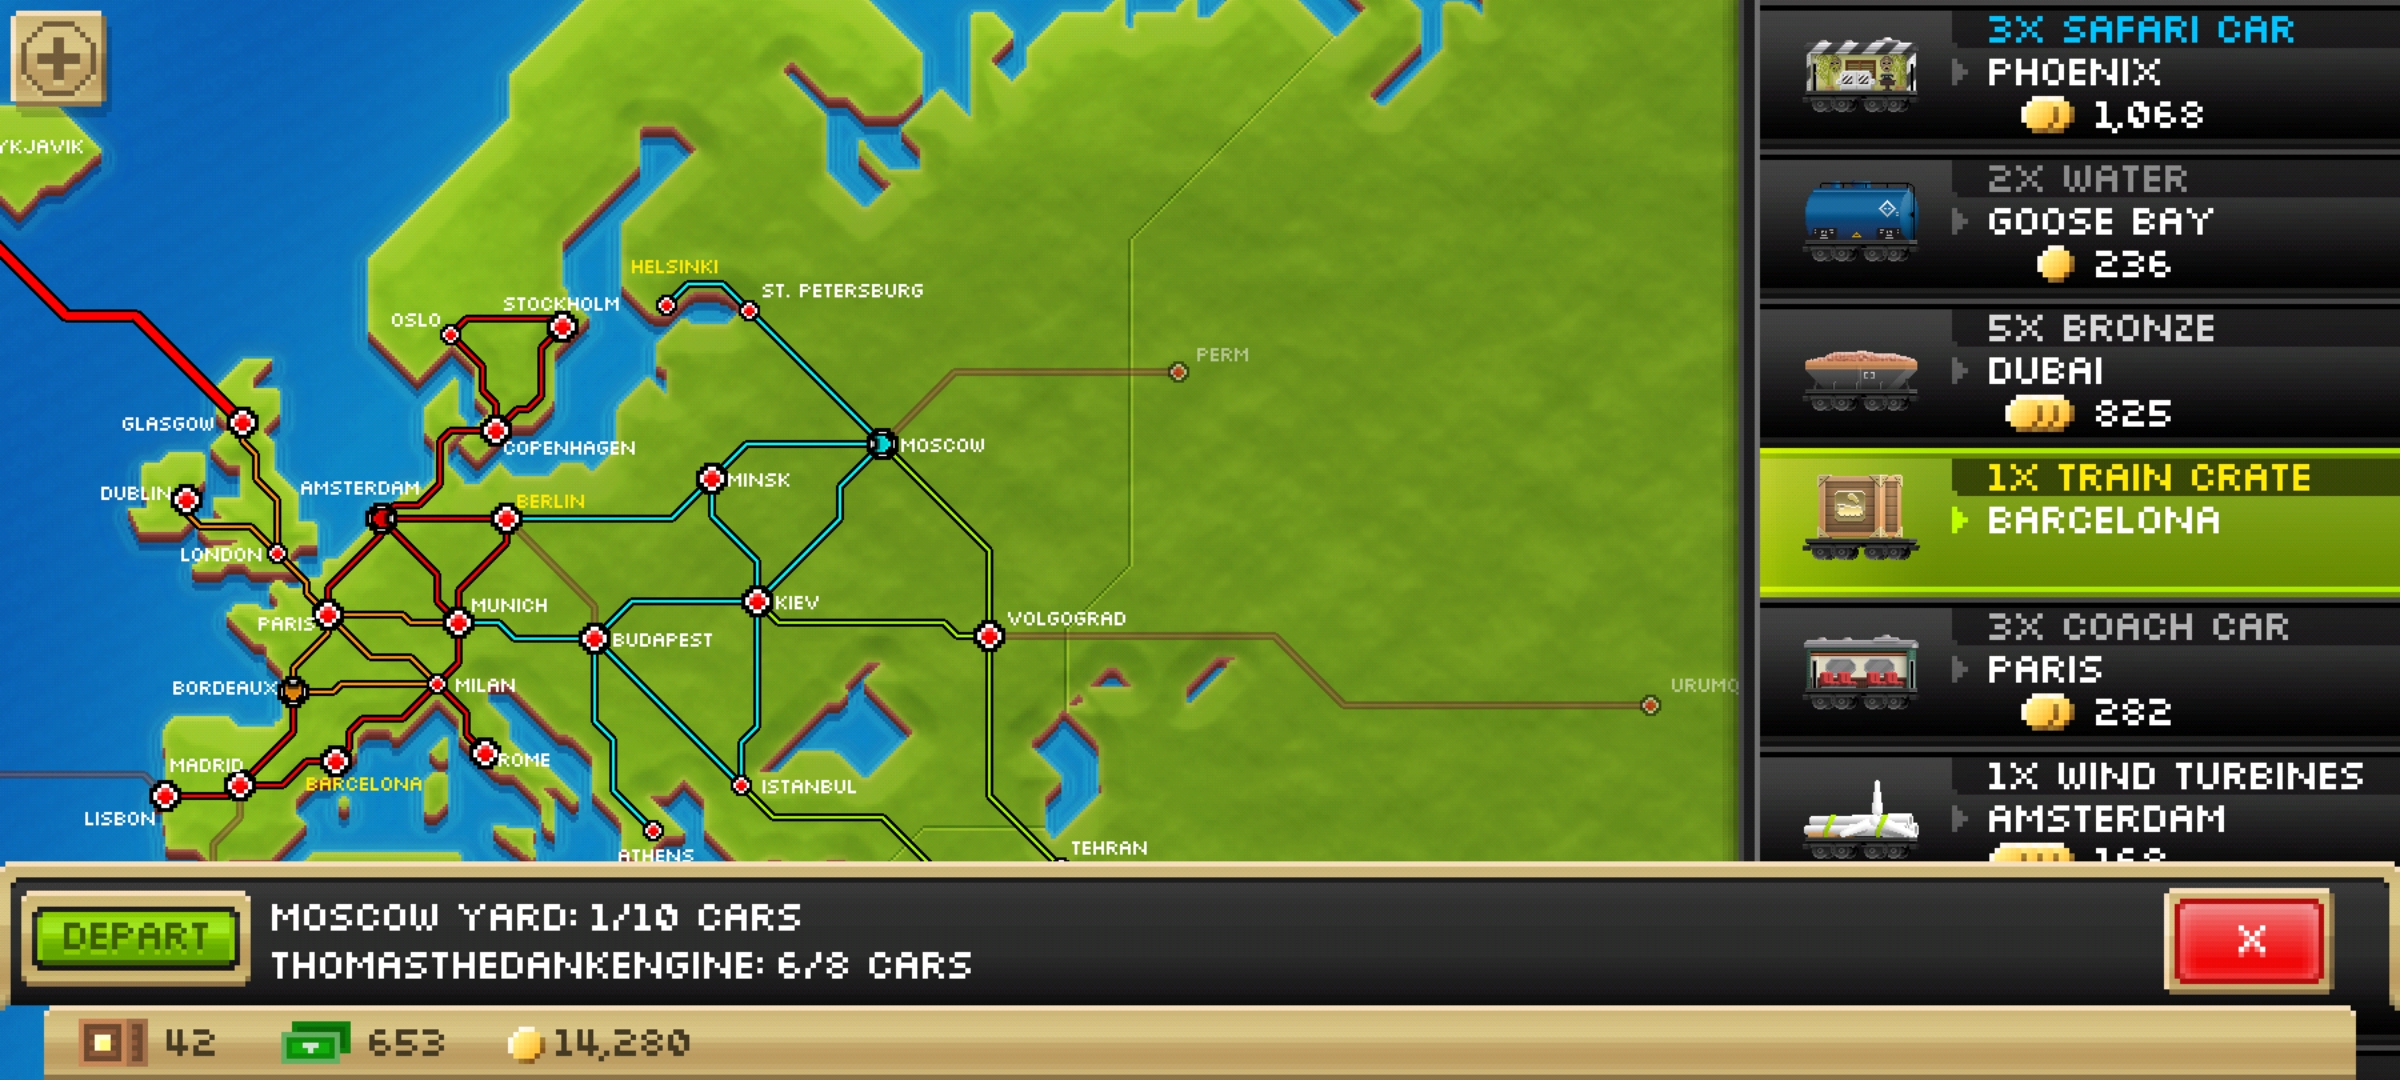 YKJAVIK
HELSINKI
ST. PETERSBURG
STOCKHOLM
OSLO
PERM
GLASGOW
COPENHAGEN
MOSCOW
MINSK
DUBLIN
AMSTERDAM
BERLIN
LONDON
MUNICH
KIEV
PARIS
BUDAPEST
VOLGOGRAD
BORDEAUX
MILAN
URUMQ
MADRID
BARCELONA
ROME
ISTANBUL
LISBON
ATHENS
TEHRAN
3X SAFARI CAR
PHOENIX
1,068
2X WATER
GOOSE BAY
236
5X BRONZE
DUBAI
825
1X TRAIN CRATE
BARCELONA
3X COACH CAR
PARIS
282
1X WIND TURBINES
AMSTERDAM
DEPART
MOSCOW YARD: 1/10 CARS
THOMASTHEDANKENGINE: 6/8 CARS
X
42
653
14,280